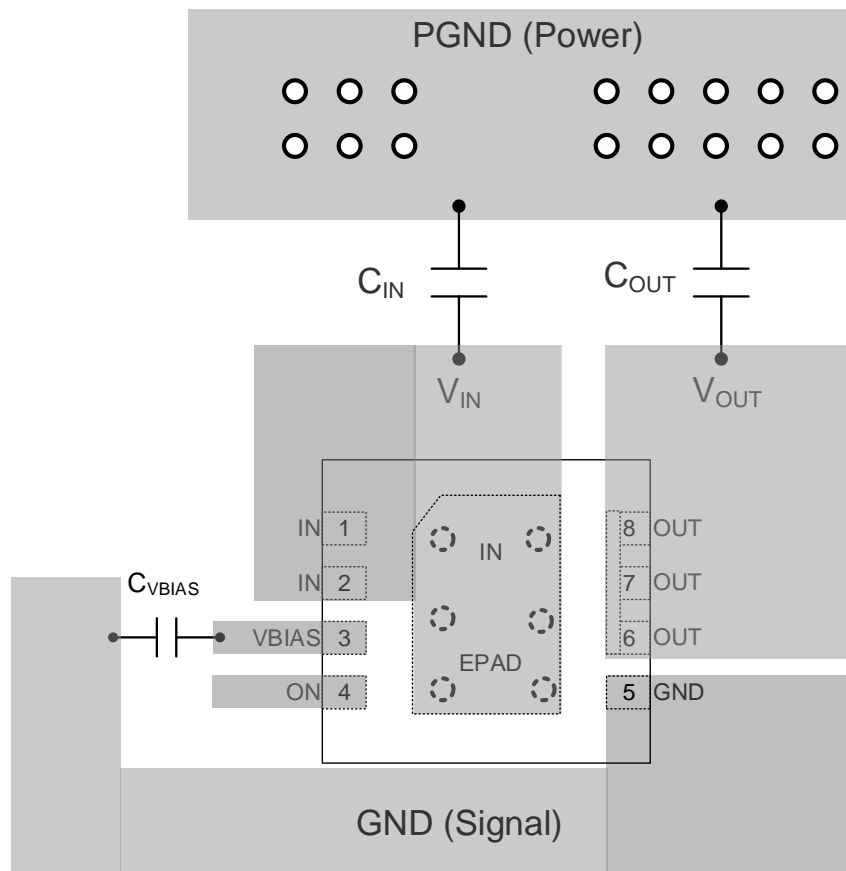 PGND (Power)
CIN
COUT
VIN
VOUT
IN 1
IN
8 OUT
CVBIAS
IN 2
7 OUT
VBIAS 3
6 OUT
EPAD
ON 4
5 GND
GND (Signal)